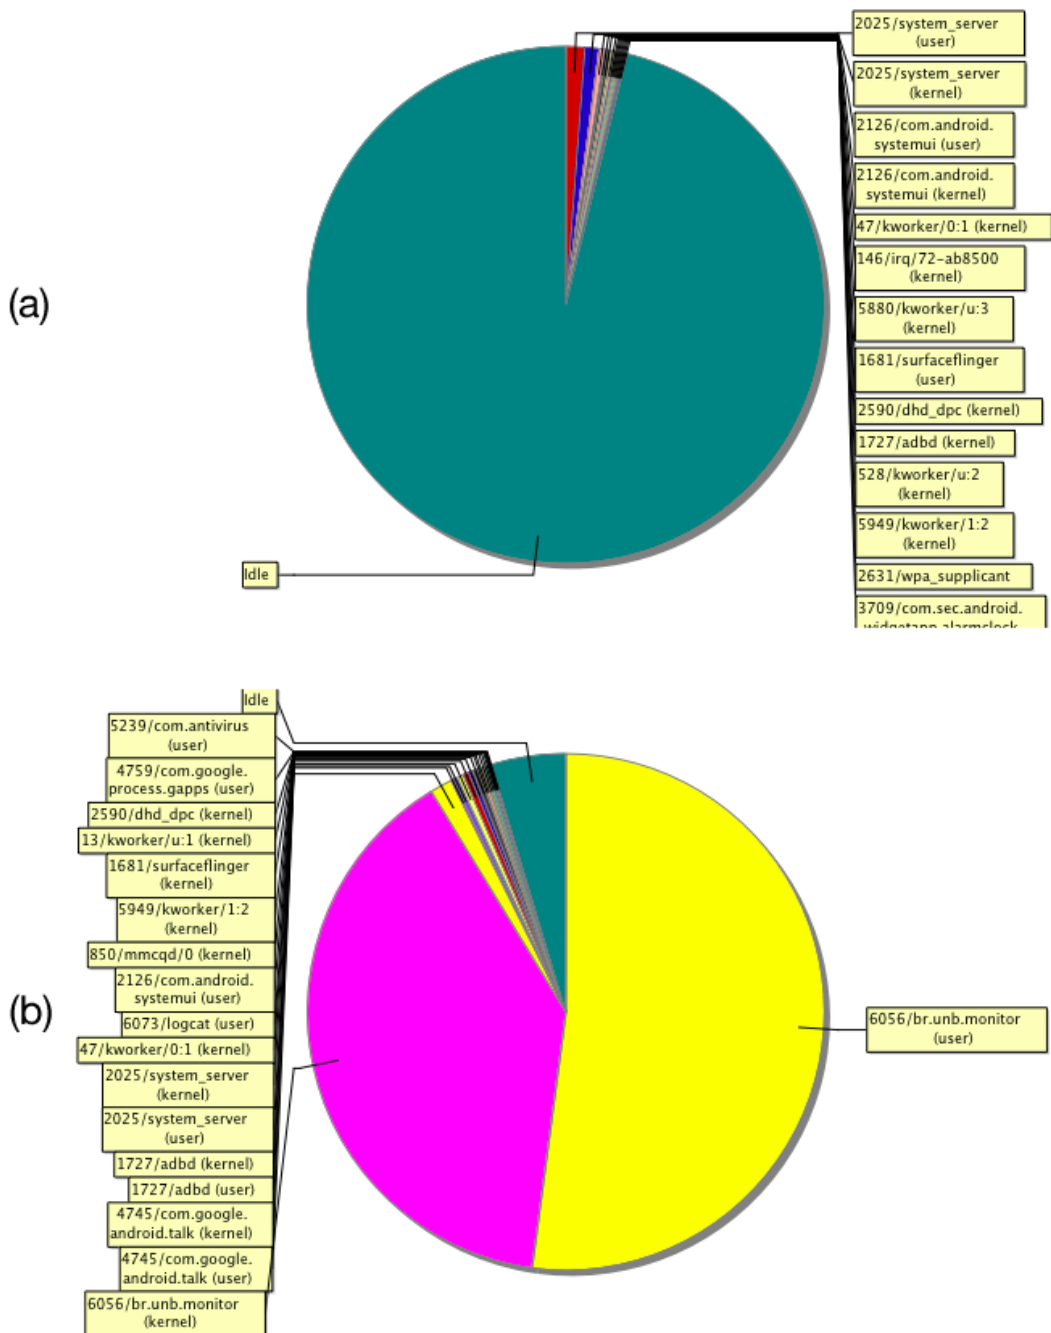 2025/system_server
(user)
2025/system_server
(kernel)
2126/com.android.
systemui (user)
2126/com.android.
systemui (kernel)
47/kworker/0:1 (kernel)
146/irq/72-ab8500
(kernel)
(a)
5880/kworker/u:3
(kernel)
1681/surfaceflinger
(user)
2590/dhd_dpc (kernel)
1727/adbd (kernel)
528/kworker/u:2
(kernel)
5949/kworker/1:2
(kernel)
2631/wpa_supplicant
Idle
3709/com.sec.android.
widgetapp.alarmclock
Idle
5239/com.antivirus
(user)
4759/com.google.
process.gapps (user)
2590/dhd_dpc (kernel)
13/kworker/u:1 (kernel)
1681/surfaceflinger
(kernel)
5949/kworker/1:2
(kernel)
850/mmcqd/0 (kernel)
2126/com.android.
systemui (user)
(b)
6056/br.unb.monitor
(user)
6073/logcat (user)
47/kworker/0:1 (kernel)
2025/system_server
(kernel)
2025/system_server
(user)
1727/adbd (kernel)
1727/adbd (user)
4745/com.google.
android.talk (kernel)
4745/com.google.
android.talk (user)
6056/br.unb.monitor
(kernel)